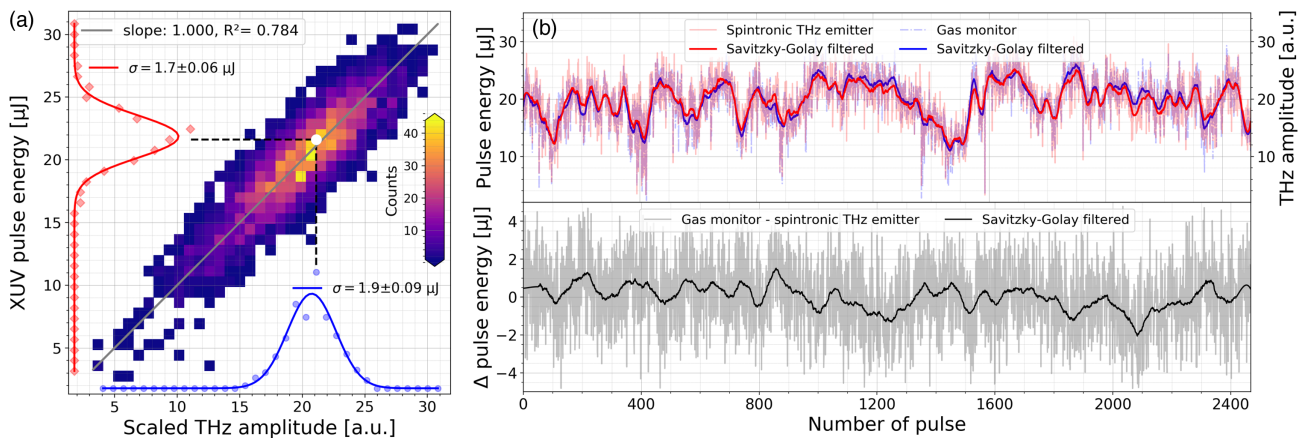 (a)
slope: 1.000, R²= 0.784
σ=1.7±0.06 μJ
XUV pulse energy [μJ]
30
25
20
15
10
5
5
10
15
20
25
30
Scaled THz amplitude [a.u.]
σ=1.9±0.09 μJ
Counts
40
30
20
10
0
(b)
Spintronic THz emitter
Savitzky-Golay filtered
Gas monitor
Savitzky-Golay filtered
Pulse energy [μJ]
30
20
10
THz amplitude [a.u.]
30
20
10
Gas monitor - spintronic THz emitter
Savitzky-Golay filtered
Δ pulse energy [μJ]
4
2
0
−2
−4
0
400
800
1200
1600
2000
2400
Number of pulse